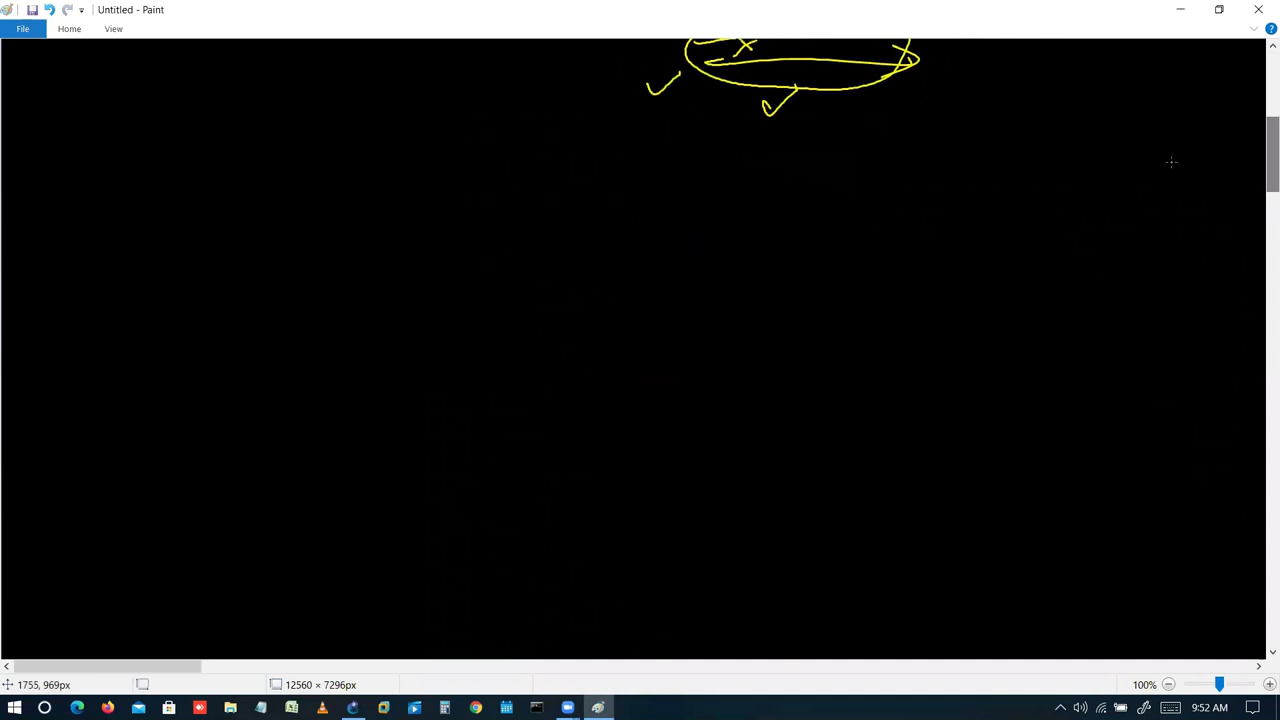 Untitled - Paint
File Home View
1755, 969px 12560 × 7296px 100%
9:52 AM